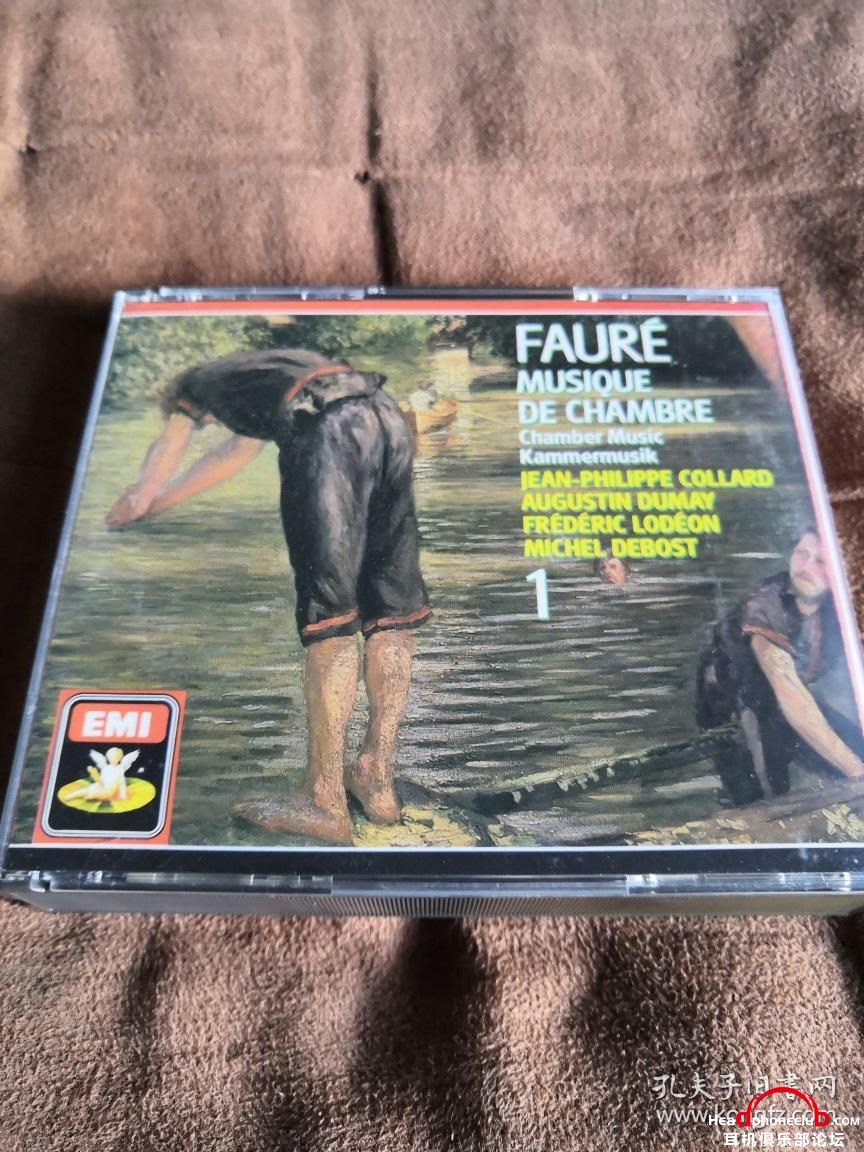 FAURÉ
MUSIQUE
DE CHAMBRE
Chamber Music
Kammermusik
JEAN-PHILIPPE COLLARD
AUGUSTIN DUMAY
FRÉDÉRIC LODÉON
MICHEL DEBOST
1
EMI
孔夫子旧书网
耳机俱乐部论坛